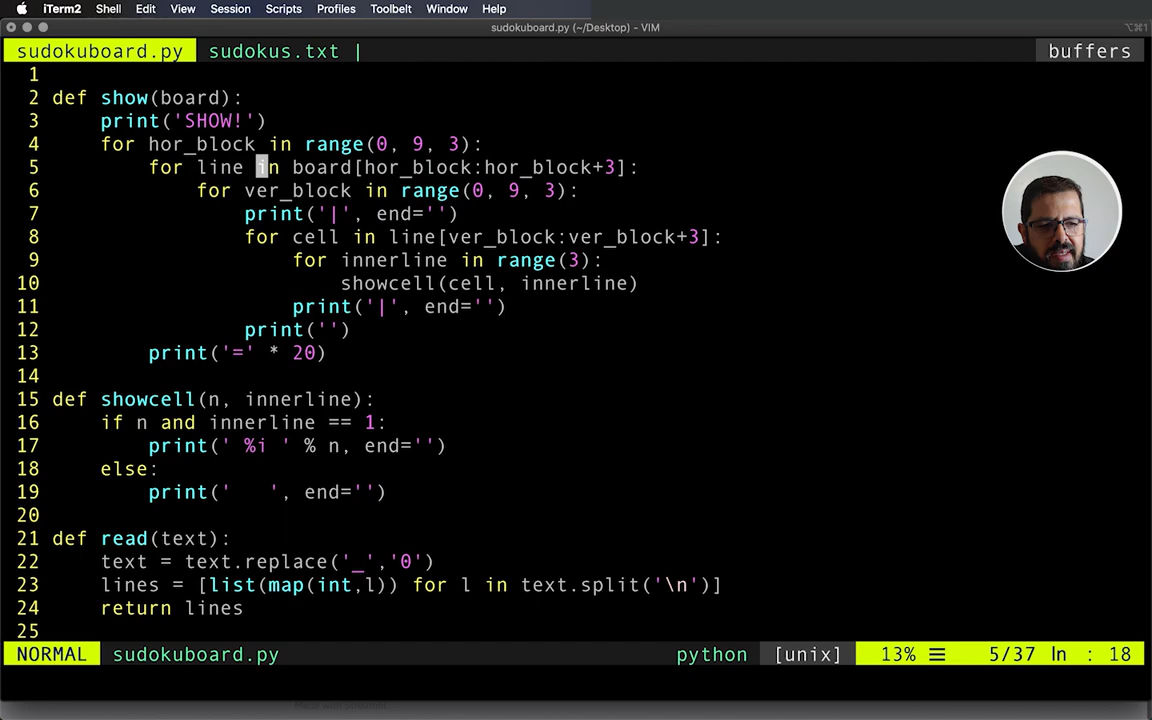 iTerm2 Shell Edit View Session Scripts Profiles Toolbelt Window Help
sudokuboard.py (~/Desktop) - VIM ⌥⌘1
sudokuboard.py sudokus.txt | buffers
1
2 def show(board):
3     print('SHOW!')
4     for hor_block in range(0, 9, 3):
5         for line in board[hor_block:hor_block+3]:
6             for ver_block in range(0, 9, 3):
7                 print('|', end='')
8                 for cell in line[ver_block:ver_block+3]:
9                     for innerline in range(3):
10                         showcell(cell, innerline)
11                     print('|', end='')
12                 print('')
13         print('=' * 20)
14
15 def showcell(n, innerline):
16     if n and innerline == 1:
17         print(' %i ' % n, end='')
18     else:
19         print('   ', end='')
20
21 def read(text):
22     text = text.replace('_','0')
23     lines = [list(map(int,l)) for l in text.split('\n')]
24     return lines
25
NORMAL sudokuboard.py python [unix] 13% ☰ 5/37 ln : 18